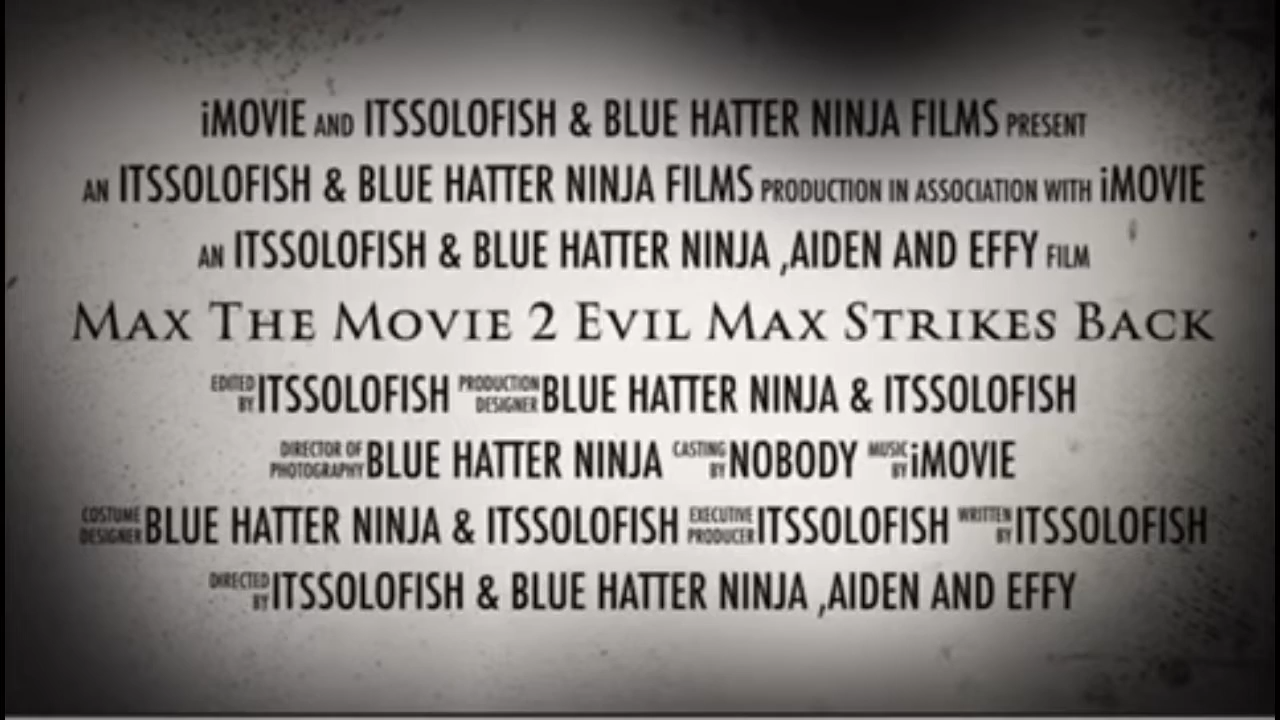 iMOVIE AND ITSSOLOFISH & BLUE HATTER NINJA FILMS PRESENT
AN ITSSOLOFISH & BLUE HATTER NINJA FILMS PRODUCTION IN ASSOCIATION WITH iMOVIE
AN ITSSOLOFISH & BLUE HATTER NINJA ,AIDEN AND EFFY FILM
MAX THE MOVIE 2 EVIL MAX STRIKES BACK
EDITED BY ITSSOLOFISH PRODUCTION DESIGNER BLUE HATTER NINJA & ITSSOLOFISH
DIRECTOR OF PHOTOGRAPHY BLUE HATTER NINJA CASTING BY NOBODY MUSIC BY iMOVIE
COSTUME DESIGNER BLUE HATTER NINJA & ITSSOLOFISH EXECUTIVE PRODUCER ITSSOLOFISH WRITTEN BY ITSSOLOFISH
DIRECTED BY ITSSOLOFISH & BLUE HATTER NINJA ,AIDEN AND EFFY